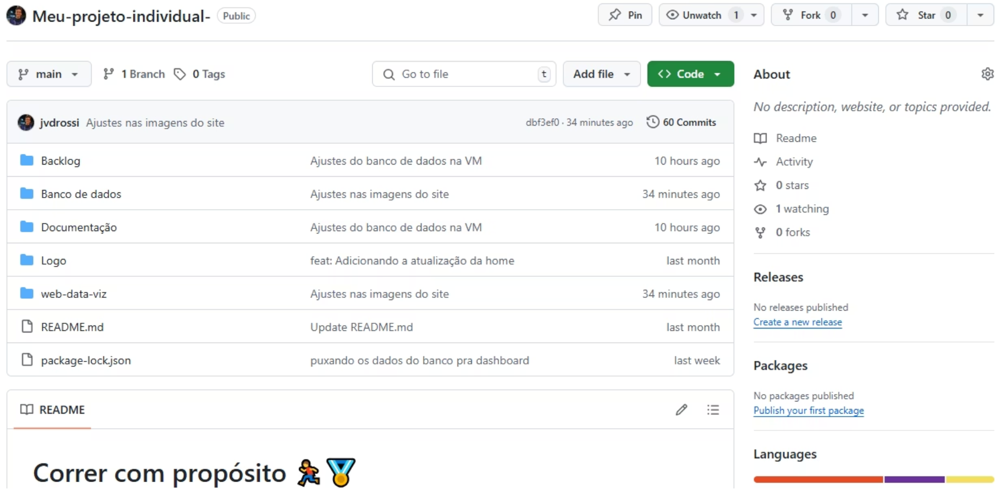 Meu-projeto-individual- Public Pin Unwatch 1 Fork 0 Star 0
main 1 Branch 0 Tags Go to file t Add file Code
jvdrossi Ajustes nas imagens do site dbf3ef0 · 34 minutes ago 60 Commits
Backlog Ajustes do banco de dados na VM 10 hours ago
Banco de dados Ajustes nas imagens do site 34 minutes ago
Documentação Ajustes do banco de dados na VM 10 hours ago
Logo feat: Adicionando a atualização da home last month
web-data-viz Ajustes nas imagens do site 34 minutes ago
README.md Update README.md last month
package-lock.json puxando os dados do banco pra dashboard last week
README
Correr com propósito
About
No description, website, or topics provided.
Readme
Activity
0 stars
1 watching
0 forks
Releases
No releases published
Create a new release
Packages
No packages published
Publish your first package
Languages